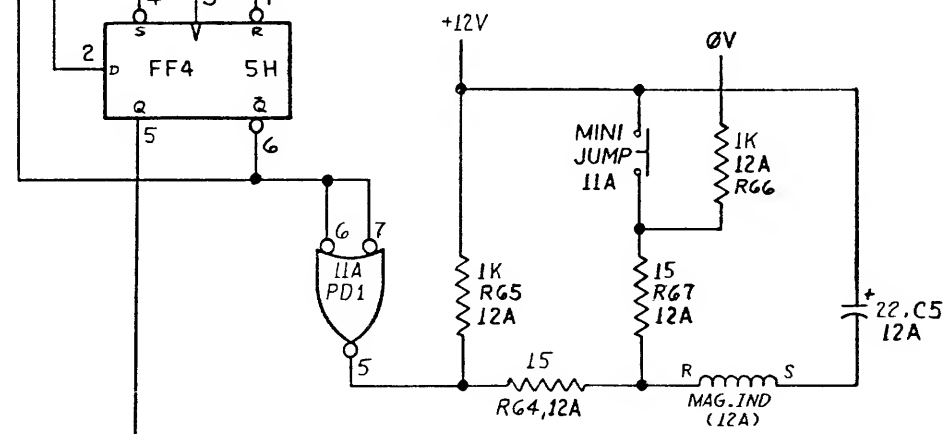 4 3 1
S R
2 D FF4 5H
Q Q̅
5 6
+12V
ØV
MINI
JUMP
11A
1K
12A
R66
6 7
11A
PD1
5
1K
R65
12A
15
R67
12A
+
22,C5
12A
15
R64,12A
R S
MAG.IND
(12A)